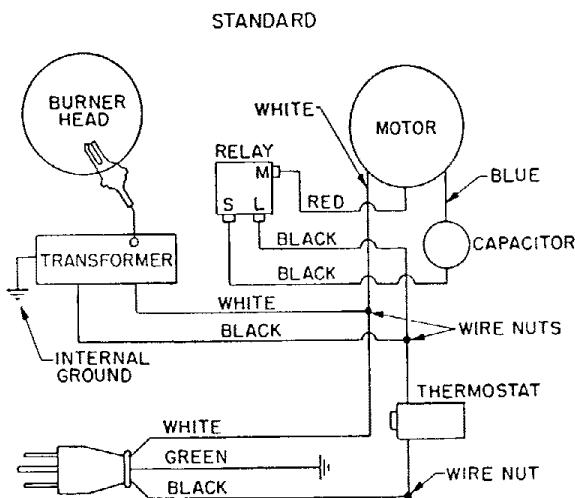 STANDARD
BURNER
HEAD
WHITE
MOTOR
RELAY
M
S L
RED
BLUE
BLACK
CAPACITOR
TRANSFORMER
BLACK
WHITE
BLACK
WIRE NUTS
INTERNAL
GROUND
THERMOSTAT
WHITE
GREEN
BLACK
WIRE NUT